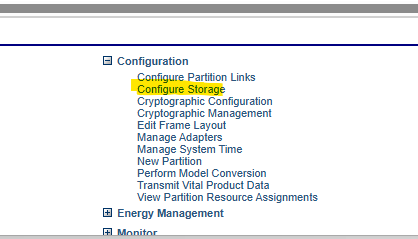 Configuration
Configure Partition Links
Configure Storage
Cryptographic Configuration
Cryptographic Management
Edit Frame Layout
Manage Adapters
Manage System Time
New Partition
Perform Model Conversion
Transmit Vital Product Data
View Partition Resource Assignments
Energy Management
Monitor